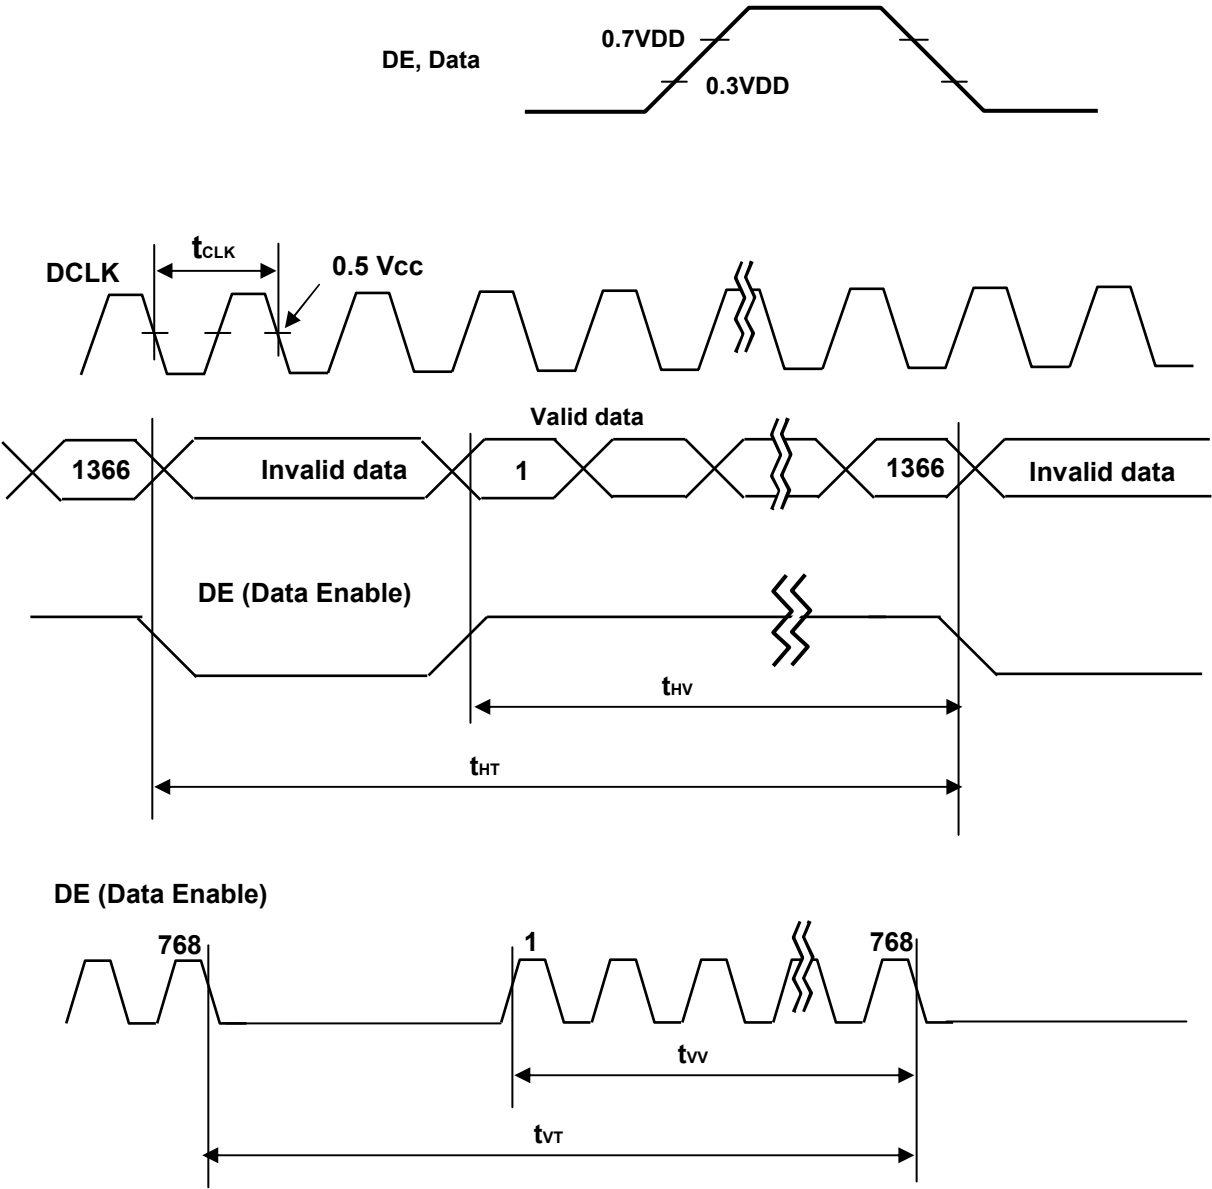 0.7VDD
DE, Data
0.3VDD
tCLK
DCLK
0.5 Vcc
Valid data
1366
Invalid data
1
1366
Invalid data
DE (Data Enable)
tHV
tHT
DE (Data Enable)
768
1
768
tVV
tVT